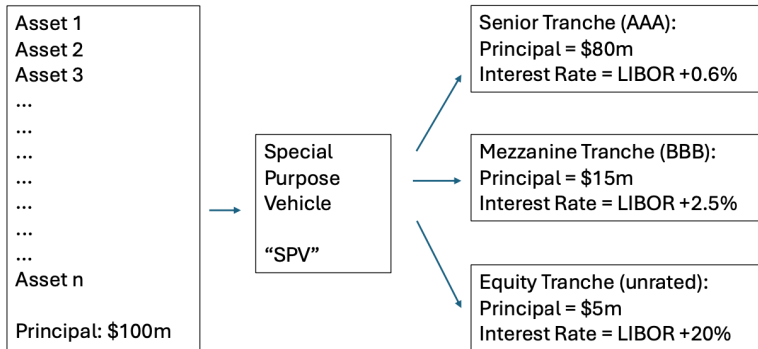 Asset 1
Asset 2
Asset 3
...
...
...
...
...
...
...
Asset n
Principal: $100m
Special
Purpose
Vehicle
“SPV”
Senior Tranche (AAA):
Principal = $80m
Interest Rate = LIBOR +0.6%
Mezzanine Tranche (BBB):
Principal = $15m
Interest Rate = LIBOR +2.5%
Equity Tranche (unrated):
Principal = $5m
Interest Rate = LIBOR +20%